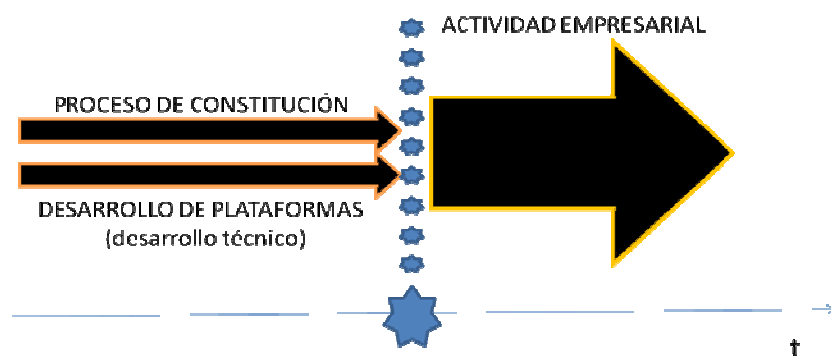 ACTIVIDAD EMPRESARIAL
PROCESO DE CONSTITUCIÓN
DESARROLLO DE PLATAFORMAS
(desarrollo técnico)
t